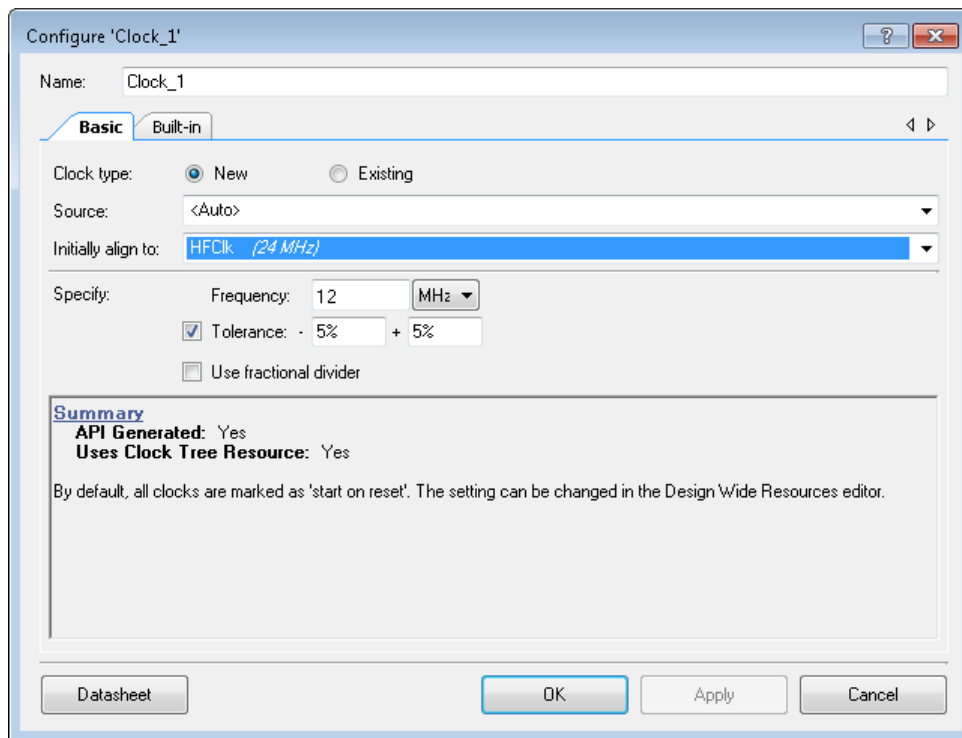 Configure 'Clock_1'
Name: Clock_1
Basic Built-in
Clock type: New Existing
Source: <Auto>
Initially align to: HFClk (24 MHz)
Specify: Frequency: 12 MHz
Tolerance: - 5% + 5%
Use fractional divider
Summary
API Generated: Yes
Uses Clock Tree Resource: Yes
By default, all clocks are marked as 'start on reset'. The setting can be changed in the Design Wide Resources editor.
Datasheet OK Apply Cancel